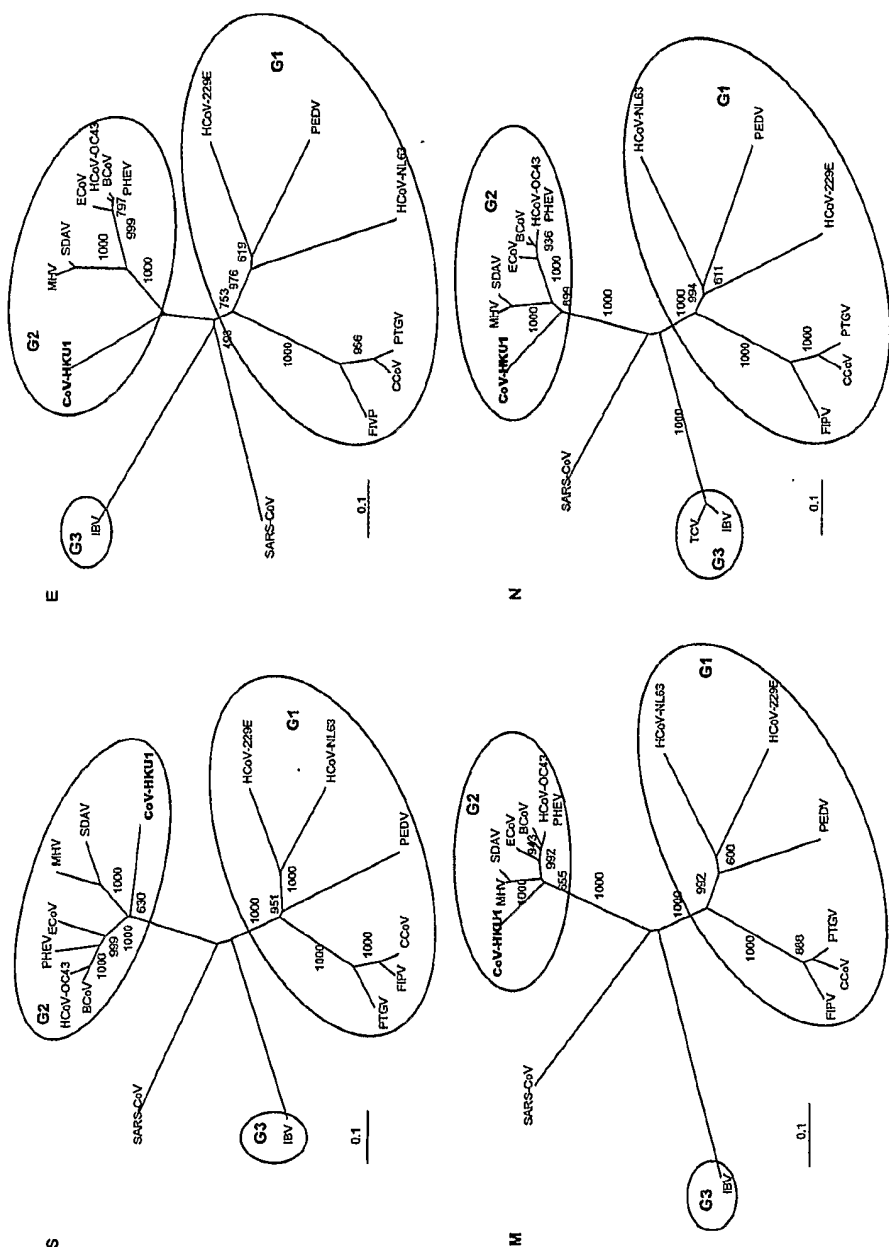 S
G2
HCoV-OC43
PHEV
ECoV
BCoV
MHV
SDAV
CoV-HKU1
1000
999
1000
1000
630
SARS-CoV
G3
IBV
0.1
1000
951
1000
1000
1000
HCoV-229E
HCoV-NL63
PEDV
PTGV
FIPV
CCoV
G1
E
G2
MHV
SDAV
ECoV
HCoV-OC43
BCoV
PHEV
797
999
1000
1000
CoV-HKU1
G3
IBV
SARS-CoV
0.1
753
976
619
1000
956
HCoV-229E
PEDV
HCoV-NL63
FIVP
CCoV
PTGV
G1
M
G2
CoV-HKU1
MHV
SDAV
ECoV
BCoV
HCoV-OC43
PHEV
1000
943
992
655
1000
SARS-CoV
G3
IBV
0.1
1000
992
600
1000
888
HCoV-NL63
HCoV-229E
PEDV
FIPV
CCoV
PTGV
G1
N
G2
CoV-HKU1
MHV
SDAV
ECoV
BCoV
HCoV-OC43
PHEV
936
1000
1000
899
1000
SARS-CoV
1000
TCV
IBV
G3
0.1
1000
994
611
1000
1000
HCoV-NL63
PEDV
HCoV-229E
FIPV
CCoV
PTGV
G1